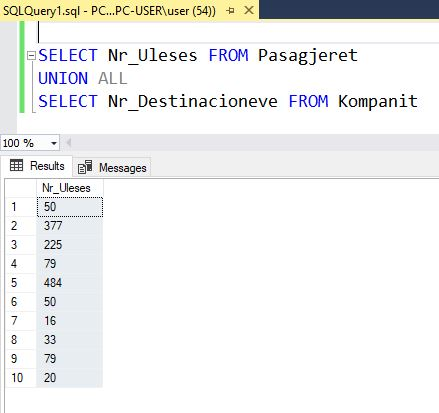 SQLQuery1.sql - PC...PC-USER\user (54))
SELECT Nr_Uleses FROM Pasagjeret
UNION ALL
SELECT Nr_Destinacioneve FROM Kompanit
100 %
Results Messages
Nr_Uleses
1 50
2 377
3 225
4 79
5 484
6 50
7 16
8 33
9 79
10 20